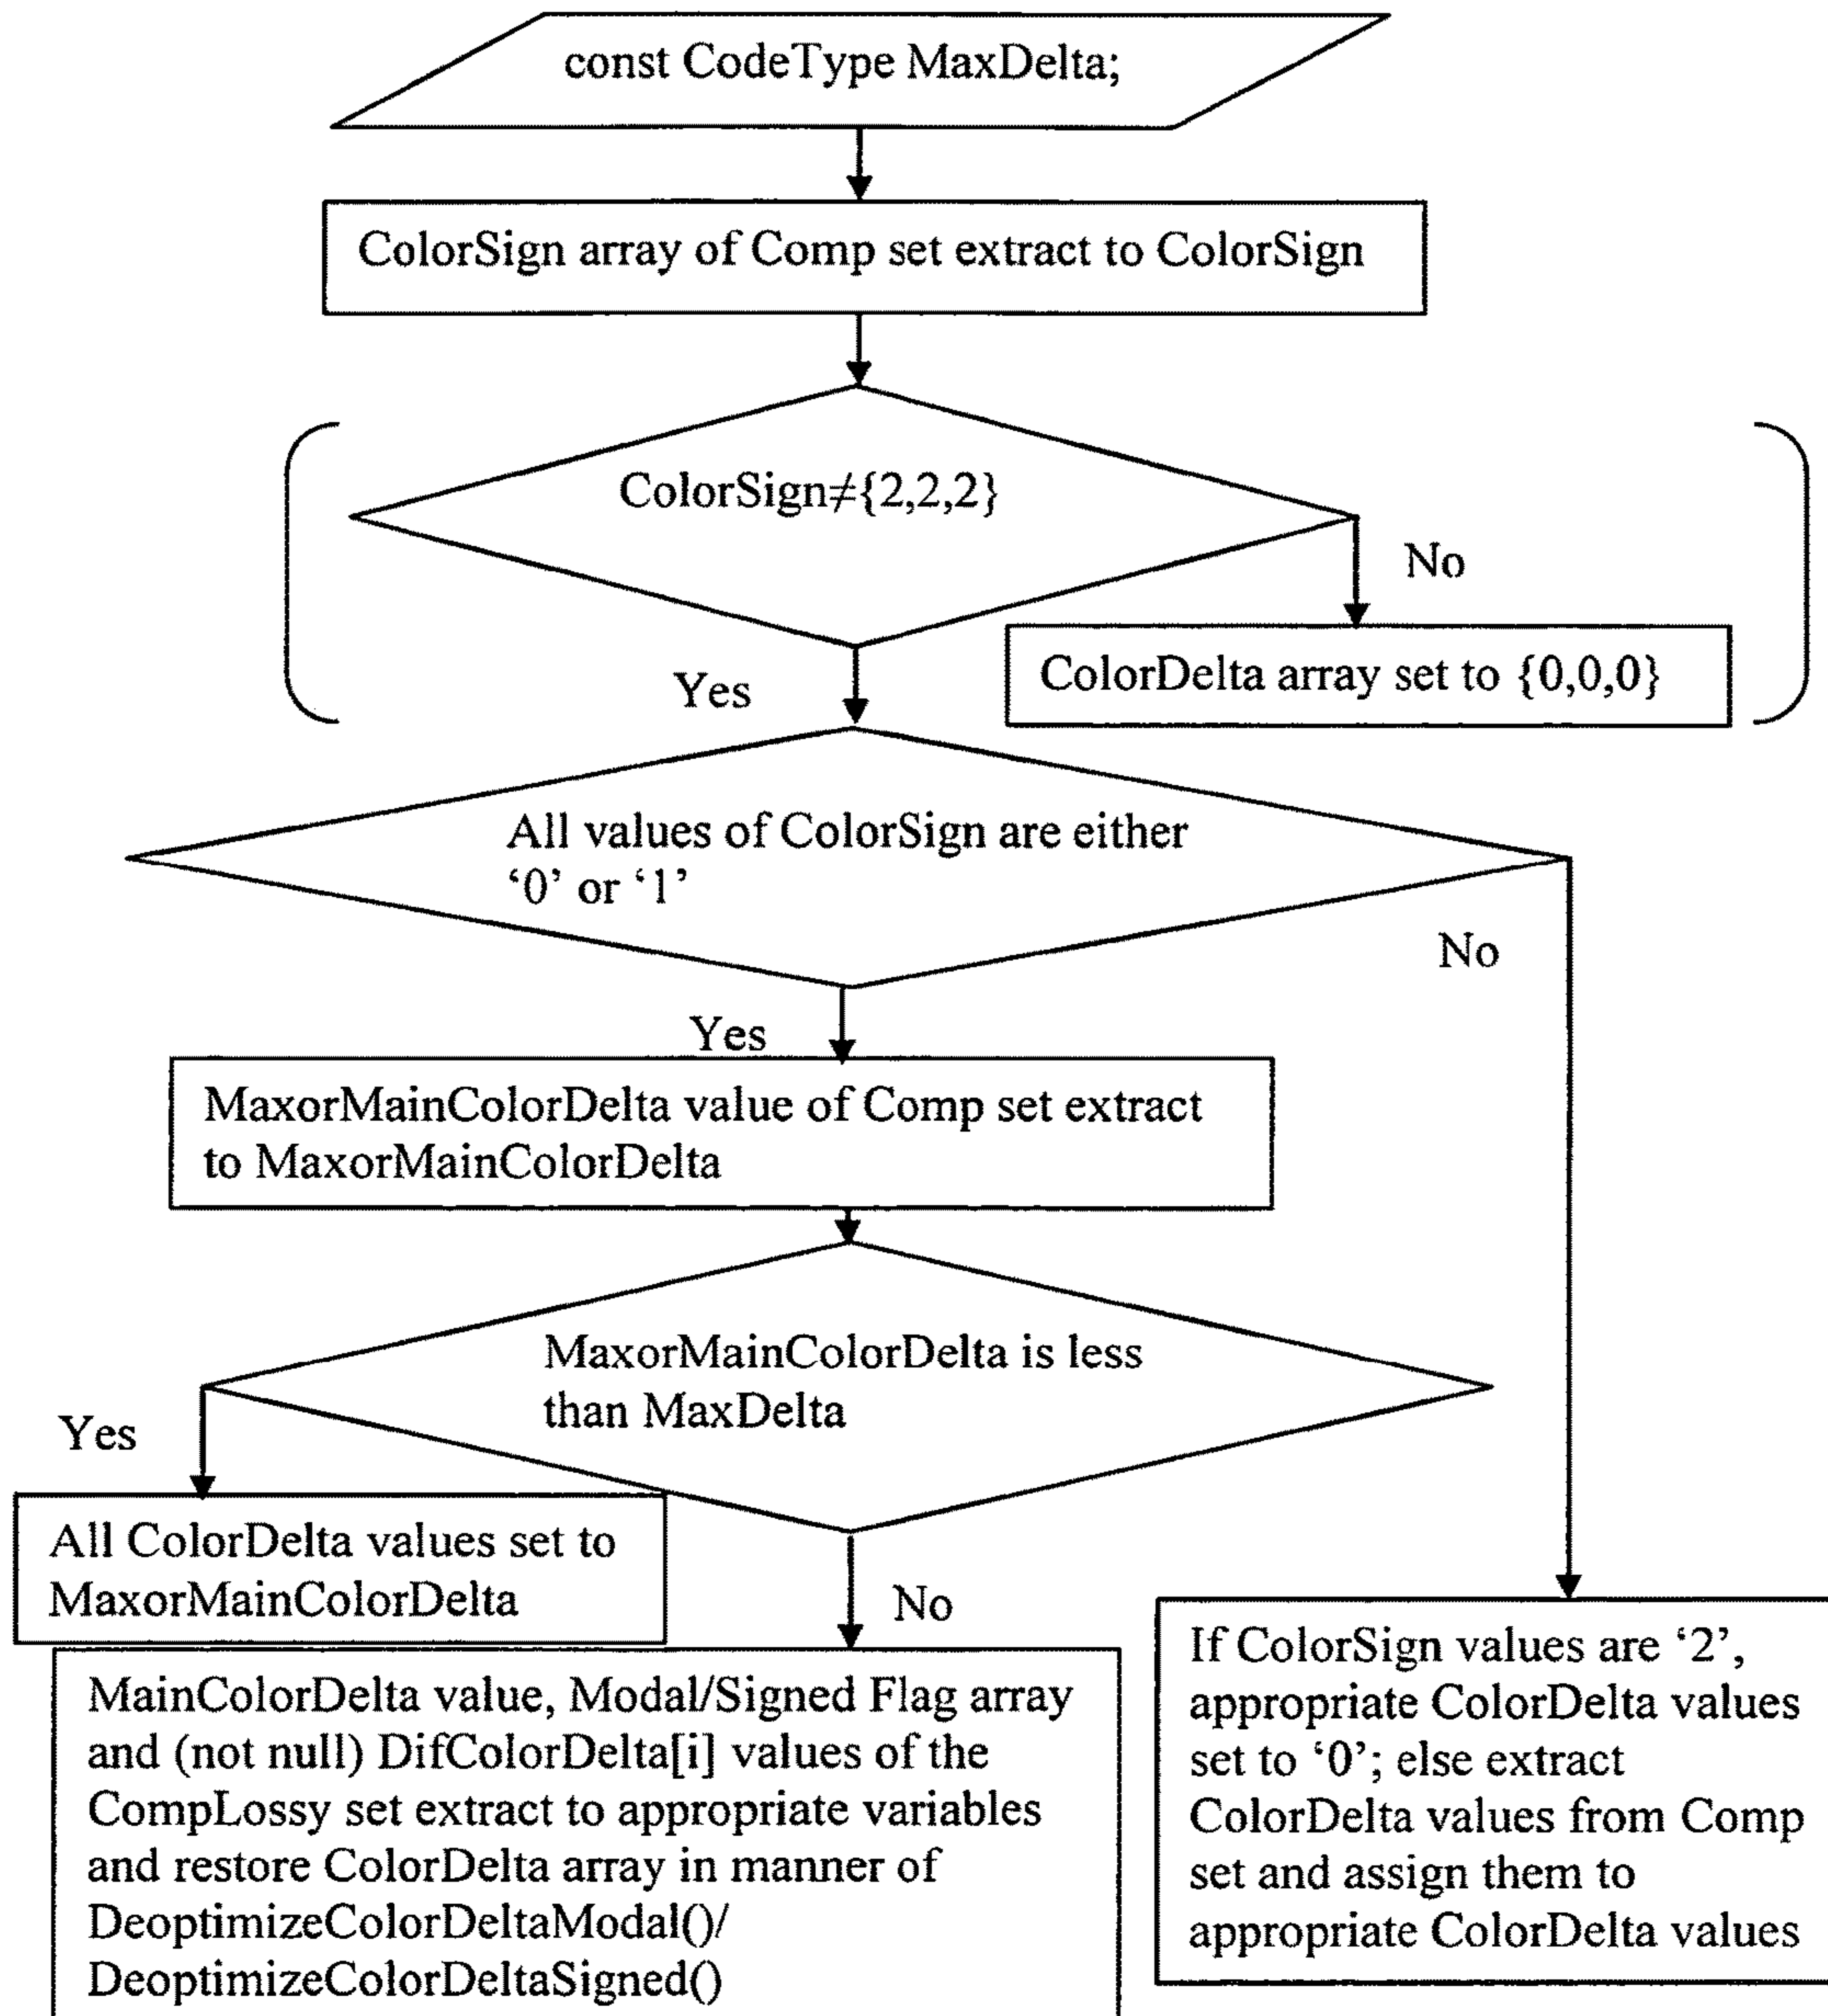 const CodeType MaxDelta;
ColorSign array of Comp set extract to ColorSign
ColorSign≠{2,2,2}
No
ColorDelta array set to {0,0,0}
Yes
All values of ColorSign are either
‘0’ or ‘1’
No
Yes
MaxorMainColorDelta value of Comp set extract
to MaxorMainColorDelta
MaxorMainColorDelta is less
than MaxDelta
Yes
All ColorDelta values set to
MaxorMainColorDelta
No
MainColorDelta value, Modal/Signed Flag array
and (not null) DifColorDelta[i] values of the
CompLossy set extract to appropriate variables
and restore ColorDelta array in manner of
DeoptimizeColorDeltaModal()/
DeoptimizeColorDeltaSigned()
If ColorSign values are ‘2’,
appropriate ColorDelta values
set to ‘0’; else extract
ColorDelta values from Comp
set and assign them to
appropriate ColorDelta values